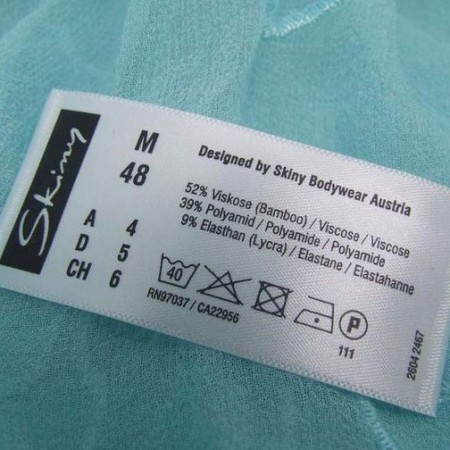 Skiny
M
48
A 4
D 5
CH 6
Designed by Skiny Bodywear Austria
52% Viskose (Bamboo) / Viscose / Viscose
39% Polyamid / Polyamide / Polyamide
9% Elasthan (Lycra) / Elastane / Elastahanne
40
P
RN97037 / CA22956
111
2604 2467